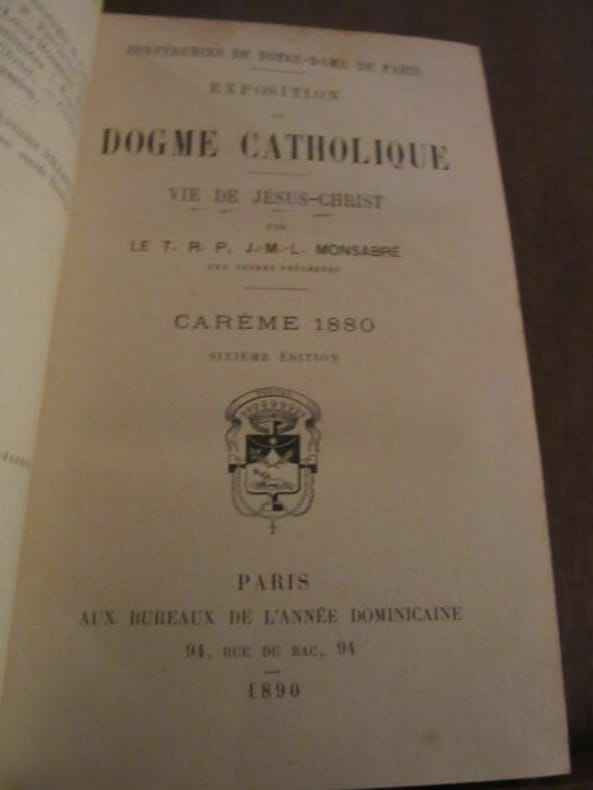 CONFÉRENCES DE NOTRE-DAME DE PARIS
EXPOSITION
DU
DOGME CATHOLIQUE
VIE DE JÉSUS-CHRIST
PAR
LE T. R. P. J.-M.-L. MONSABRÉ
DES FRÈRES PRÊCHEURS
CARÊME 1880
SIXIÈME ÉDITION
PARIS
AUX BUREAUX DE L'ANNÉE DOMINICAINE
94, RUE DU BAC, 94
1890